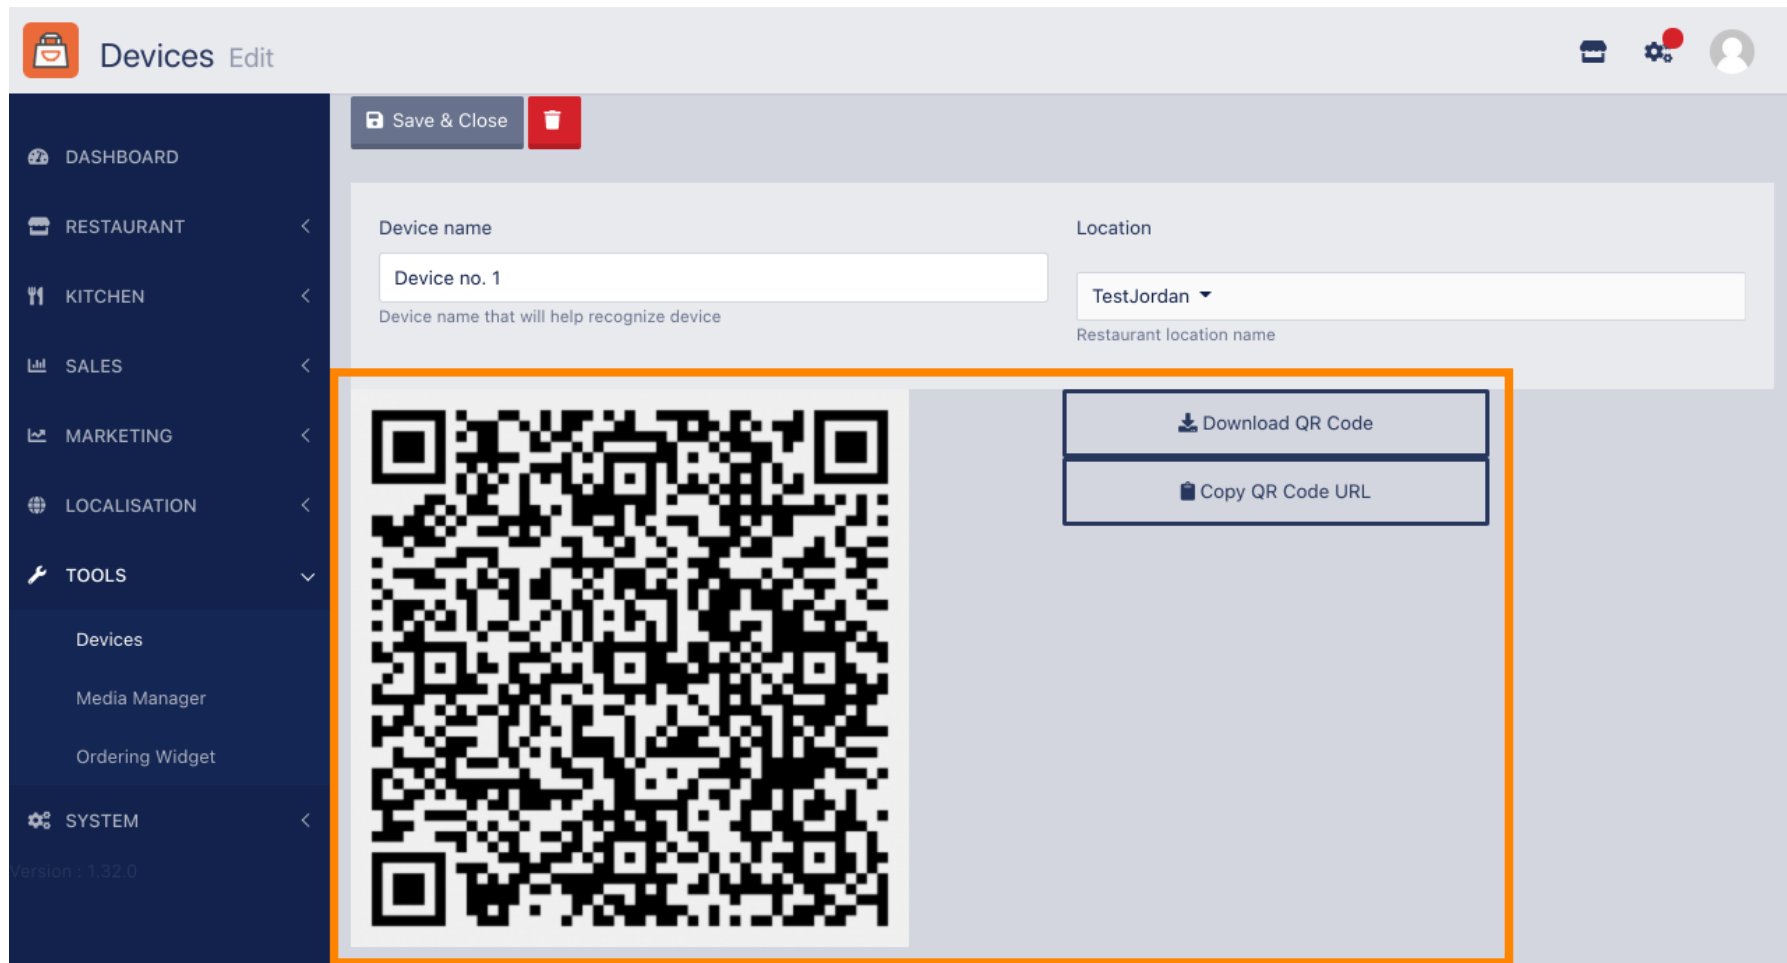 Devices Edit
Save & Close
DASHBOARD
RESTAURANT
KITCHEN
SALES
MARKETING
LOCALISATION
TOOLS
Devices
Media Manager
Ordering Widget
SYSTEM
Version : 1.32.0
Device name
Device no. 1
Device name that will help recognize device
Location
TestJordan
Restaurant location name
Download QR Code
Copy QR Code URL